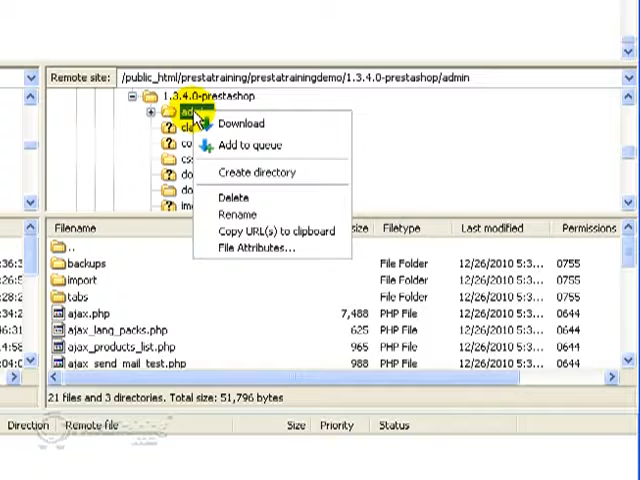 Remote site: /public_html/prestatraining/prestatrainingdemo/1.3.4.0-prestashop/admin
1.3.4.0-prestashop
Download
Add to queue
Create directory
Delete
Rename
Copy URL(s) to clipboard
File Attributes...
Filename size Filetype Last modified Permissions
..
backups File Folder 12/26/2010 5:3... 0755
import File Folder 12/26/2010 5:3... 0755
tabs File Folder 12/26/2010 5:3... 0755
ajax.php 7,488 PHP File 12/26/2010 5:3... 0644
ajax_lang_packs.php 625 PHP File 12/26/2010 5:3... 0644
ajax_products_list.php 965 PHP File 12/26/2010 5:3... 0644
ajax_send_mail_test.php 988 PHP File 12/26/2010 5:3... 0644
21 files and 3 directories. Total size: 51,796 bytes
Direction Remote file Size Priority Status